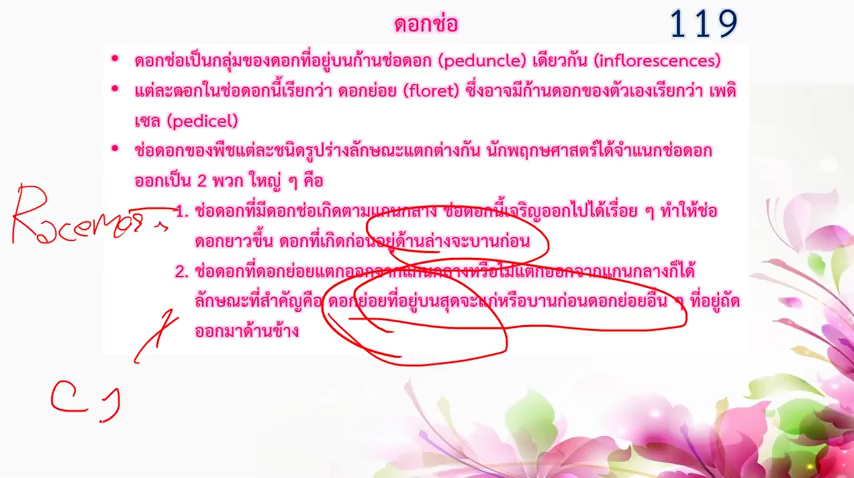 ดอกช่อ
119
• ดอกช่อเป็นกลุ่มของดอกที่อยู่บนก้านช่อดอก (peduncle) เดียวกัน (inflorescences)
• แต่ละดอกในช่อดอกนี้เรียกว่า ดอกย่อย (floret) ซึ่งอาจมีก้านดอกของตัวเองเรียกว่า เพดิ
เซล (pedicel)
• ช่อดอกของพืชแต่ละชนิดรูปร่างลักษณะแตกต่างกัน นักพฤกษศาสตร์ได้จำแนกช่อดอก
ออกเป็น 2 พวก ใหญ่ ๆ คือ
1. ช่อดอกที่มีดอกช่อเกิดตามแกนกลาง ช่อดอกนี้เจริญออกไปได้เรื่อย ๆ ทำให้ช่อ
ดอกยาวขึ้น ดอกที่เกิดก่อนอยู่ด้านล่างจะบานก่อน
2. ช่อดอกที่ดอกย่อยแตกออกจากแกนกลางหรือไม่แตกออกจากแกนกลางก็ได้
ลักษณะที่สำคัญคือ ดอกย่อยที่อยู่บนสุดจะแก่หรือบานก่อนดอกย่อยอื่น ๆ ที่อยู่ถัด
ออกมาด้านข้าง